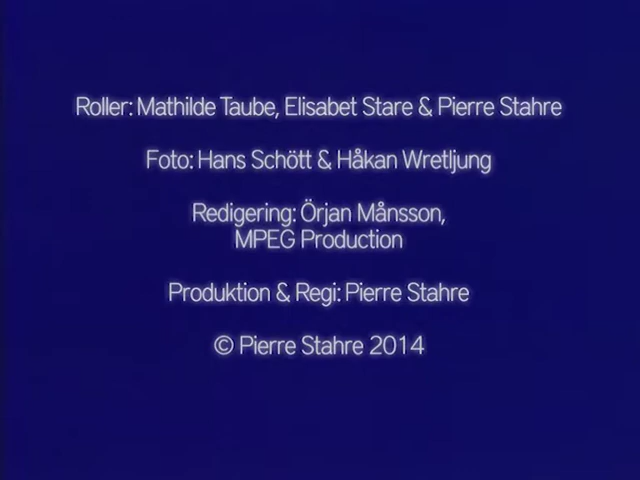 Roller: Mathilde Taube, Elisabet Stare & Pierre Stahre
Foto: Hans Schött & Håkan Wretljung
Redigering: Örjan Månsson,
MPEG Production
Produktion & Regi: Pierre Stahre
© Pierre Stahre 2014